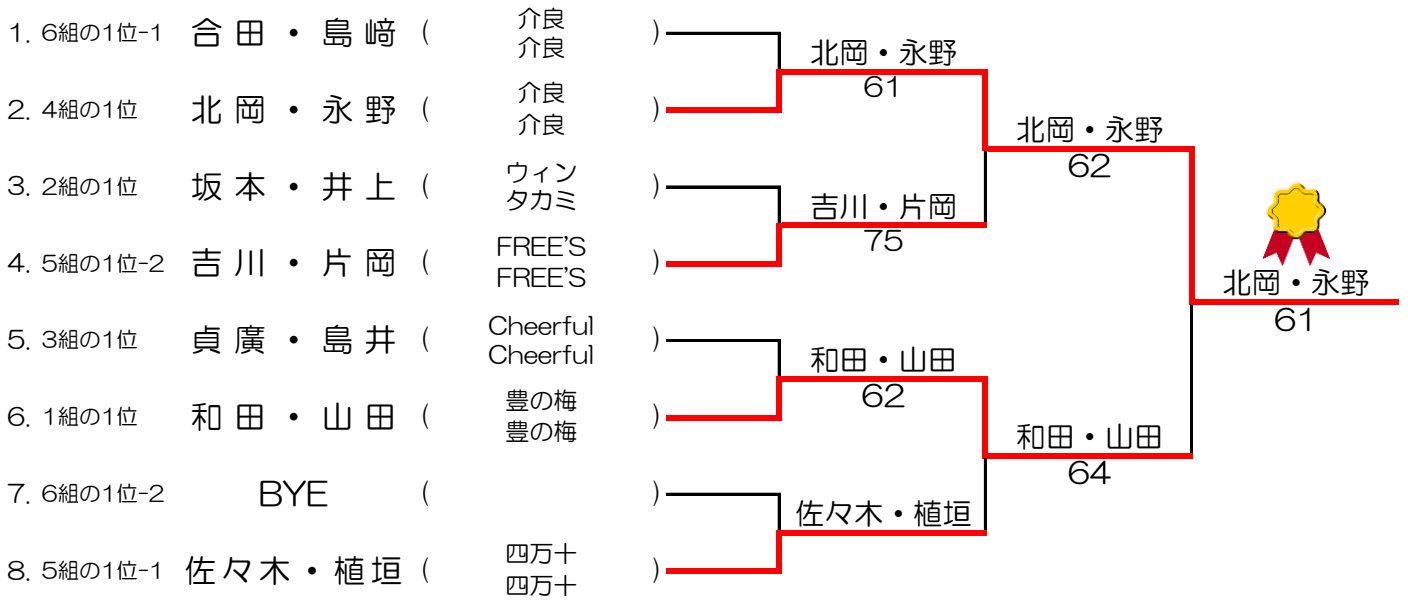 1. 6組の1位-1 合田・島﨑 ( 介良 介良 )
2. 4組の1位 北岡・永野 ( 介良 介良 )
3. 2組の1位 坂本・井上 ( ウィン タカミ )
4. 5組の1位-2 吉川・片岡 ( FREE'S FREE'S )
5. 3組の1位 貞廣・島井 ( Cheerful Cheerful )
6. 1組の1位 和田・山田 ( 豊の梅 豊の梅 )
7. 6組の1位-2 BYE ( )
8. 5組の1位-1 佐々木・植垣 ( 四万十 四万十 )
北岡・永野
61
吉川・片岡
75
和田・山田
62
佐々木・植垣
北岡・永野
62
和田・山田
64
北岡・永野
61